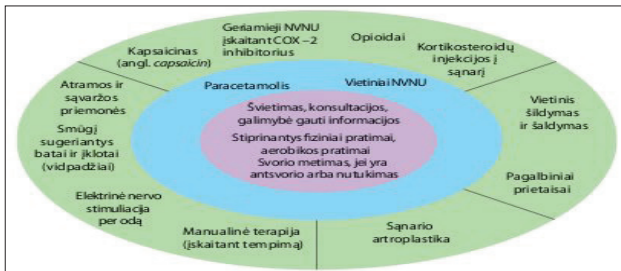 Geriamieji NVNU
įskaitant COX – 2
inhibitorius
Opioidai
Kapsaicinas
(angl. capsaicin)
Kortikosteroidų
injekcijos į
sąnarį
Atramos ir
sąvaržos
priemonės
Smūgį
sugeriantys
batai ir įklotai
(vidpadžiai)
Paracetamolis
Vietiniai NVNU
Švietimas, konsultacijos,
galimybė gauti informacijos
Stiprinantys fiziniai pratimai,
aerobikos pratimai
Svorio metimas, jei yra
antsvorio arba nutukimas
Vietinis
šildymas
ir šaldymas
Pagalbiniai
prietaisai
Elektrinė nervo
stimuliacija
per odą
Manualinė terapija
(įskaitant tempimą)
Sąnario
artroplastika